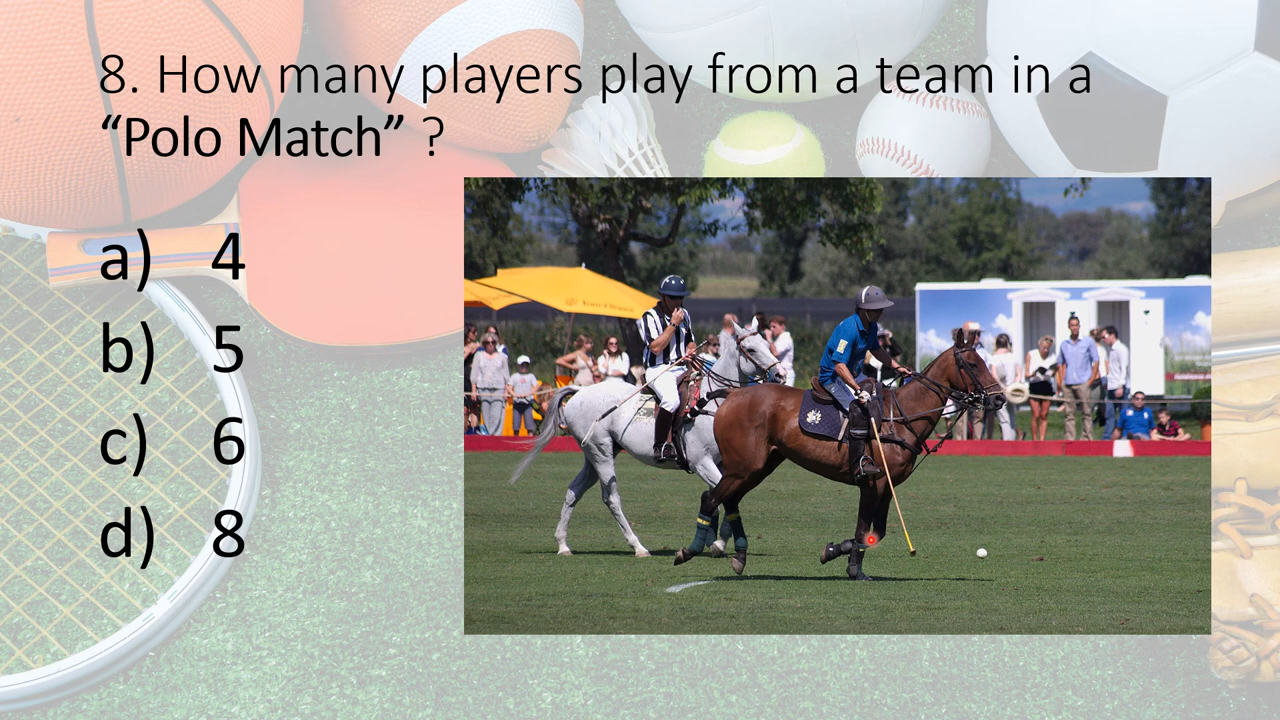 8. How many players play from a team in a
“Polo Match” ?
a) 4
b) 5
c) 6
d) 8